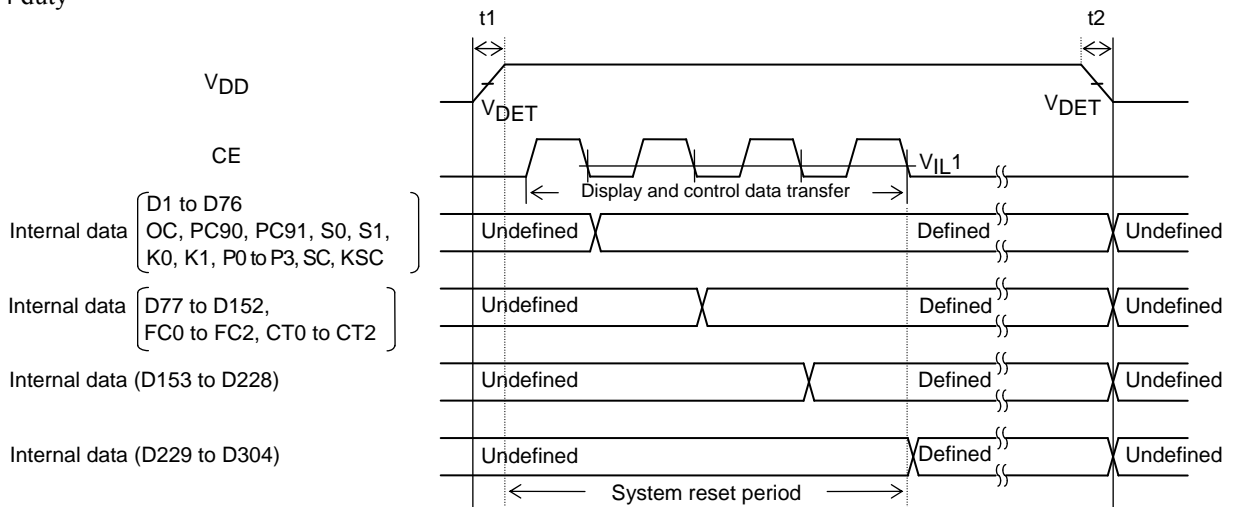 duty
t1
t2
VDD
VDET
VDET
CE
VIL1
Display and control data transfer
Internal data
D1 to D76
OC, PC90, PC91, S0, S1,
K0, K1, P0 to P3, SC, KSC
Undefined
Defined
Undefined
Internal data
D77 to D152,
FC0 to FC2, CT0 to CT2
Undefined
Defined
Undefined
Internal data (D153 to D228)
Undefined
Defined
Undefined
Internal data (D229 to D304)
Undefined
Defined
Undefined
System reset period